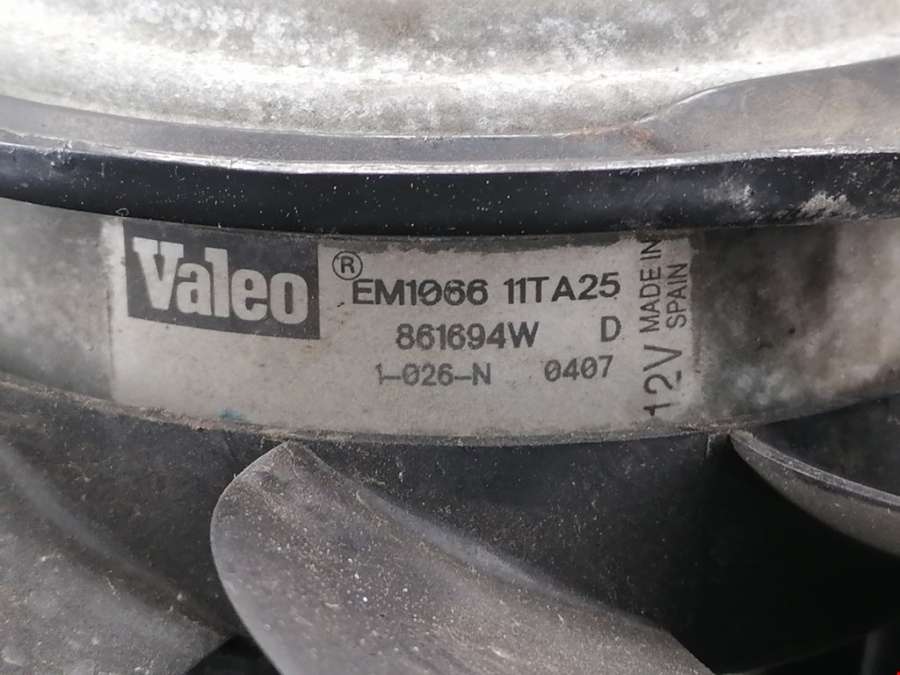 Valeo ® EM1066 11TA25
861694W D
1-026-N 0407
12V MADE IN
SPAIN